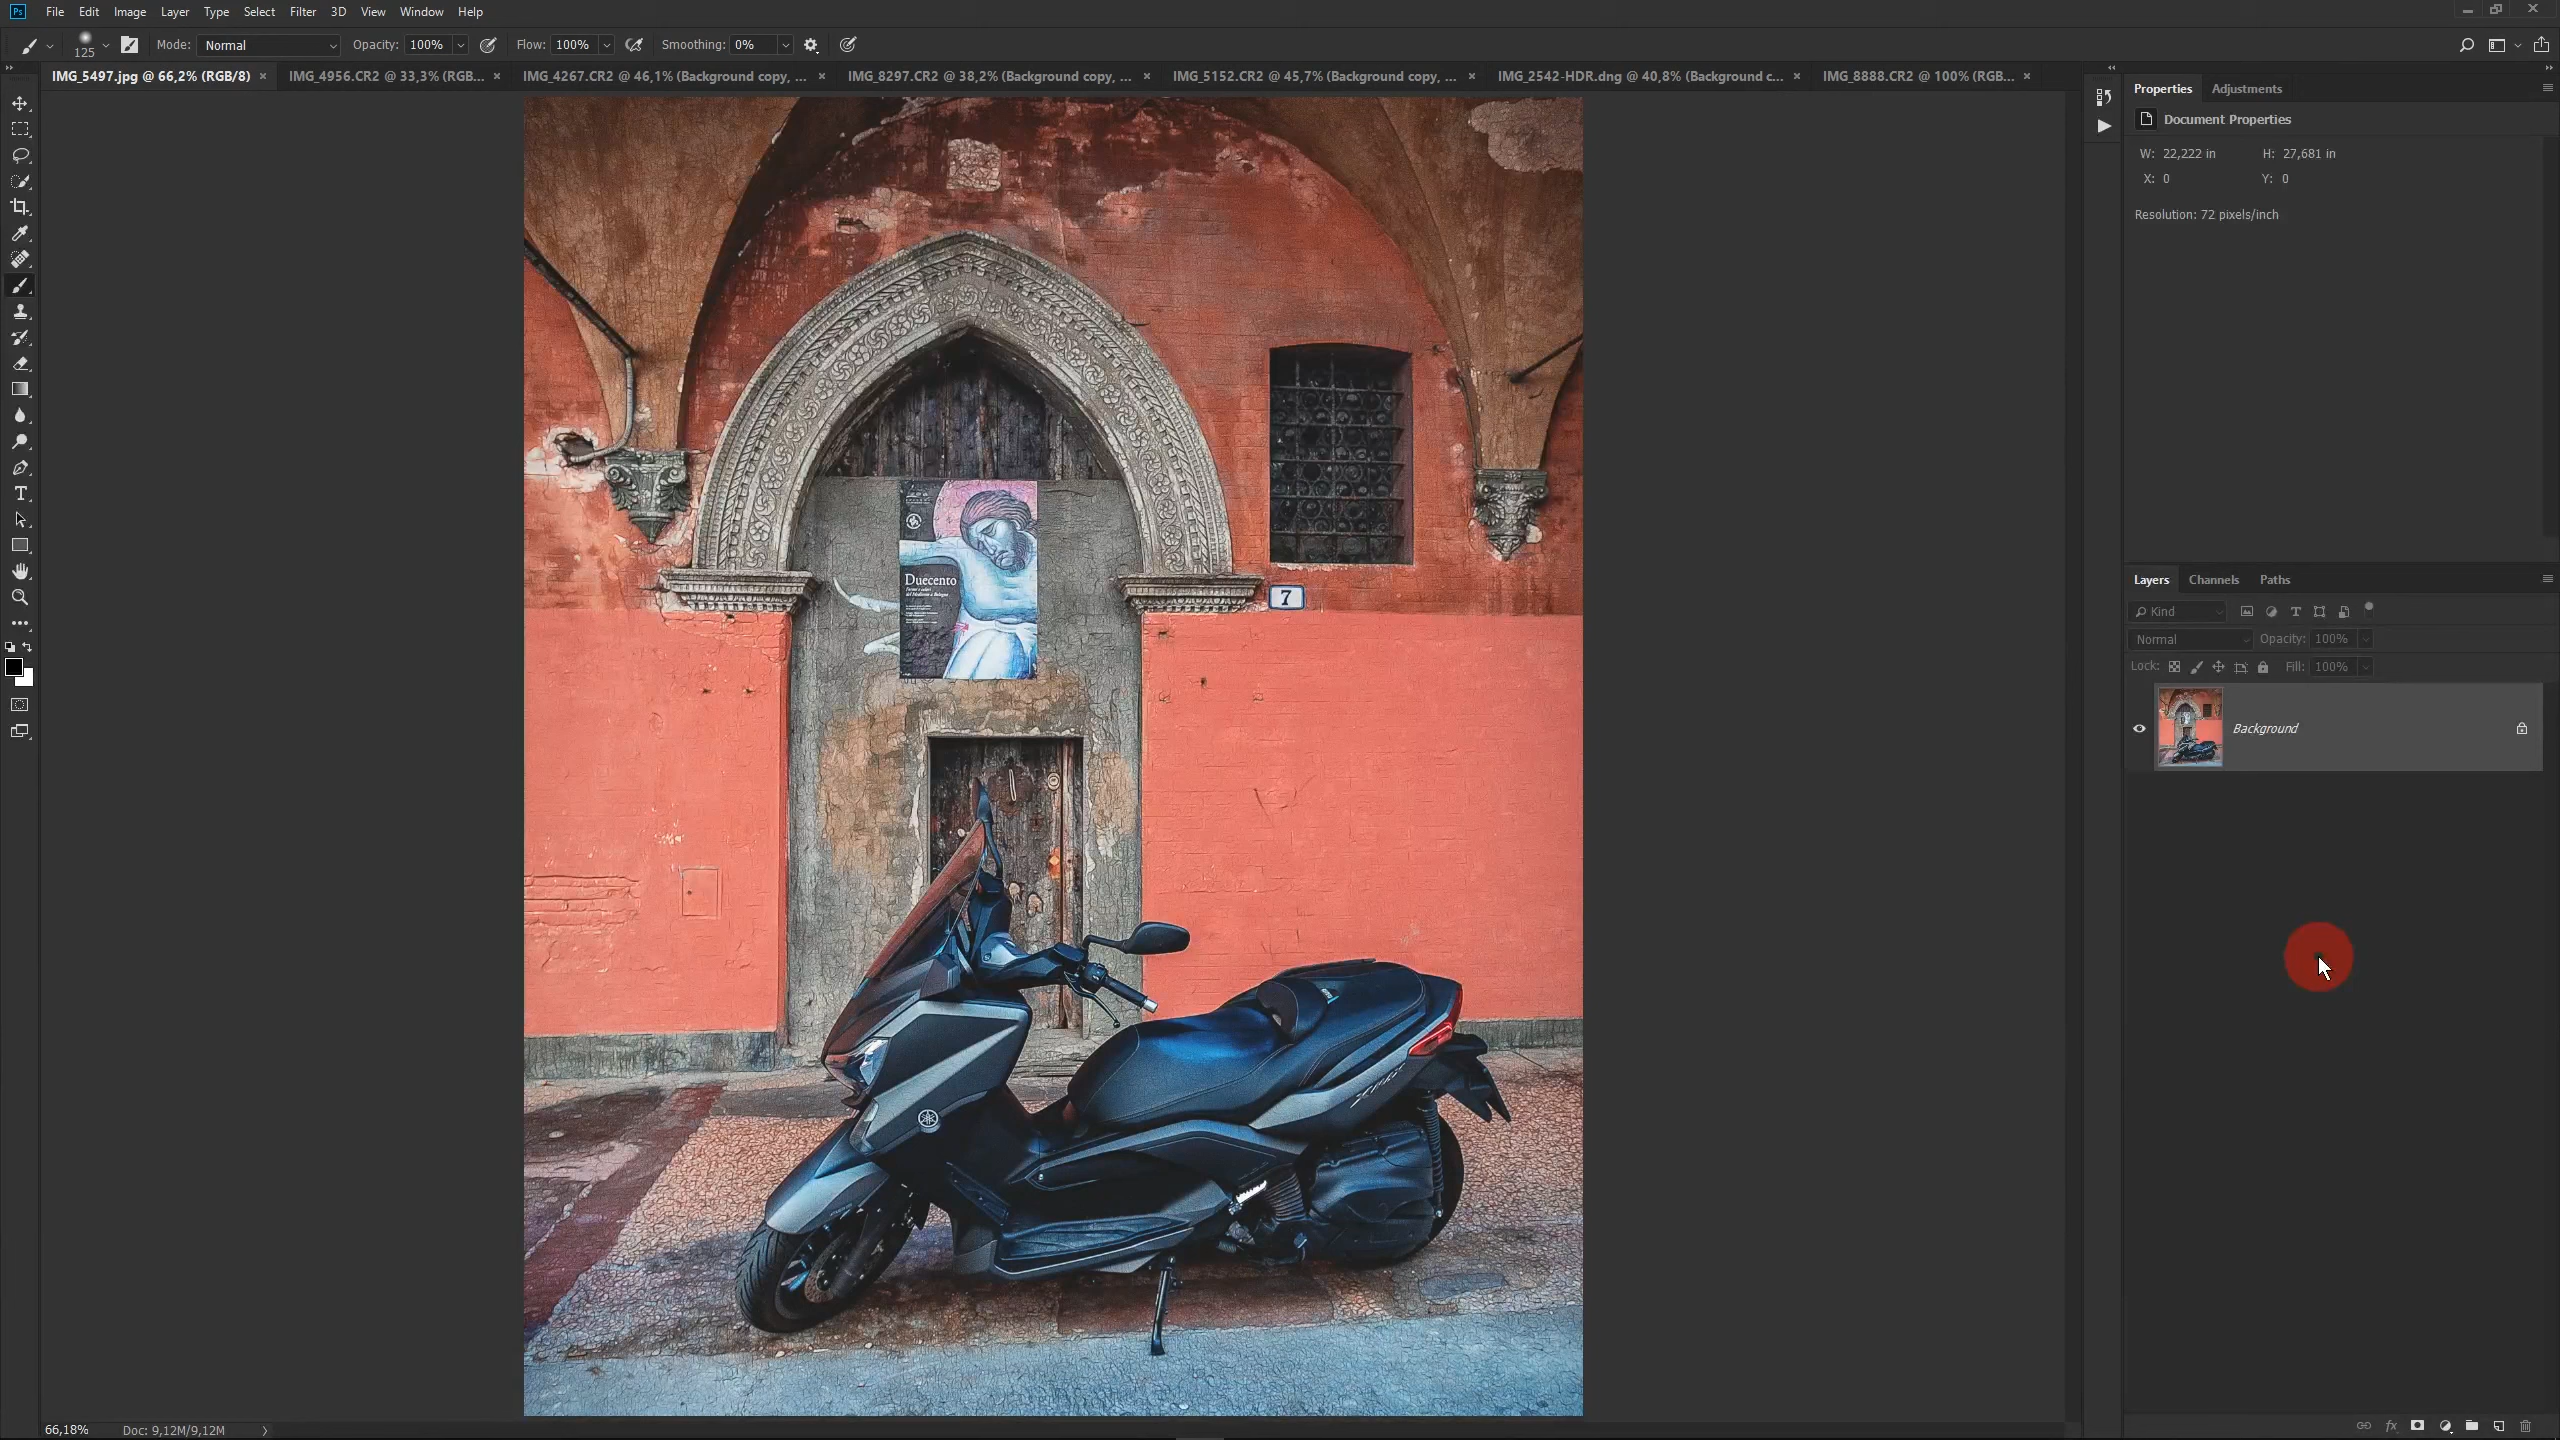 Ps File Edit Image Layer Type Select Filter 3D View Window Help
125 Mode: Normal Opacity: 100% Flow: 100% Smoothing: 0%
IMG_5497.jpg @ 66,2% (RGB/8) × IMG_4956.CR2 @ 33,3% (RGB... × IMG_4267.CR2 @ 46,1% (Background copy, ... × IMG_8297.CR2 @ 38,2% (Background copy, ... × IMG_5152.CR2 @ 45,7% (Background copy, ... × IMG_2542-HDR.dng @ 40,8% (Background c... × IMG_8888.CR2 @ 100% (RGB... ×
Properties Adjustments
Document Properties
W: 22,222 in H: 27,681 in
X: 0 Y: 0
Resolution: 72 pixels/inch
Duecento
7
Layers Channels Paths
Kind
Normal Opacity: 100%
Lock: Fill: 100%
Background
fx
66,18% Doc: 9,12M/9,12M